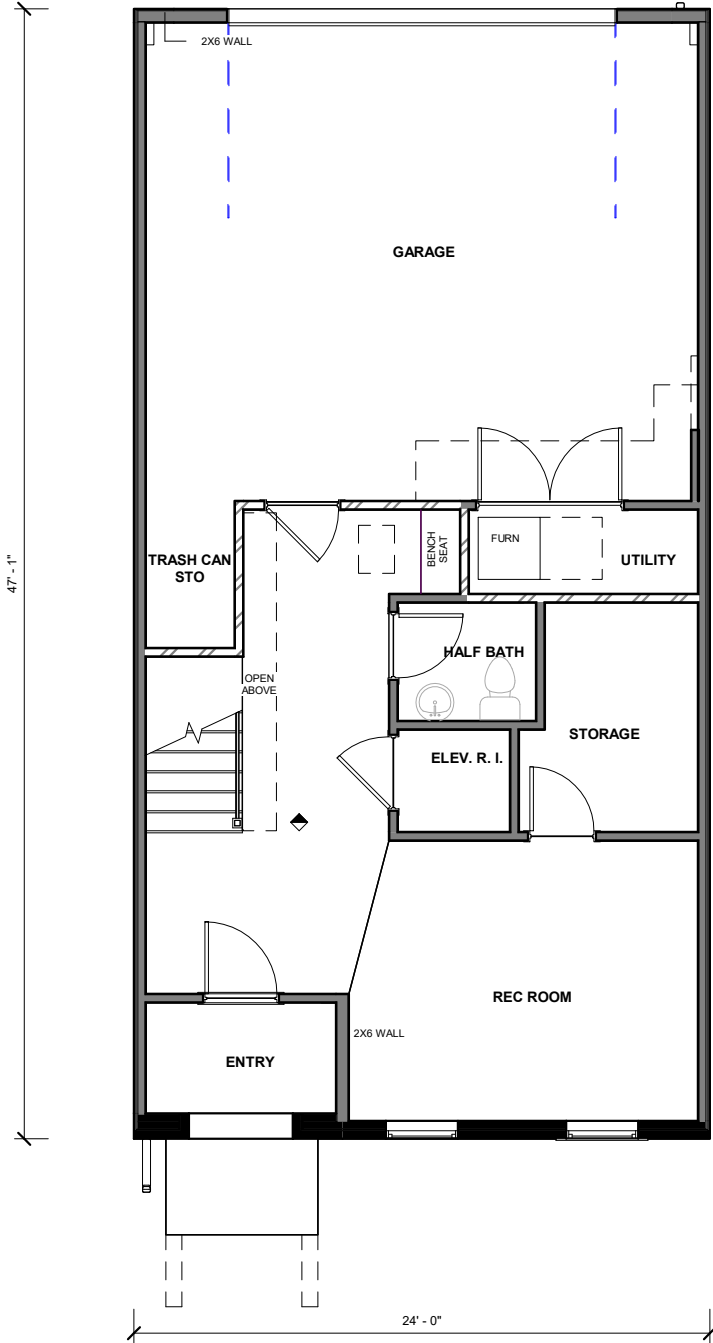 2X6 WALL
GARAGE
47' - 1"
TRASH CAN
STO
BENCH
SEAT
FURN
UTILITY
HALF BATH
OPEN
ABOVE
STORAGE
ELEV. R. I.
REC ROOM
2X6 WALL
ENTRY
24' - 0"